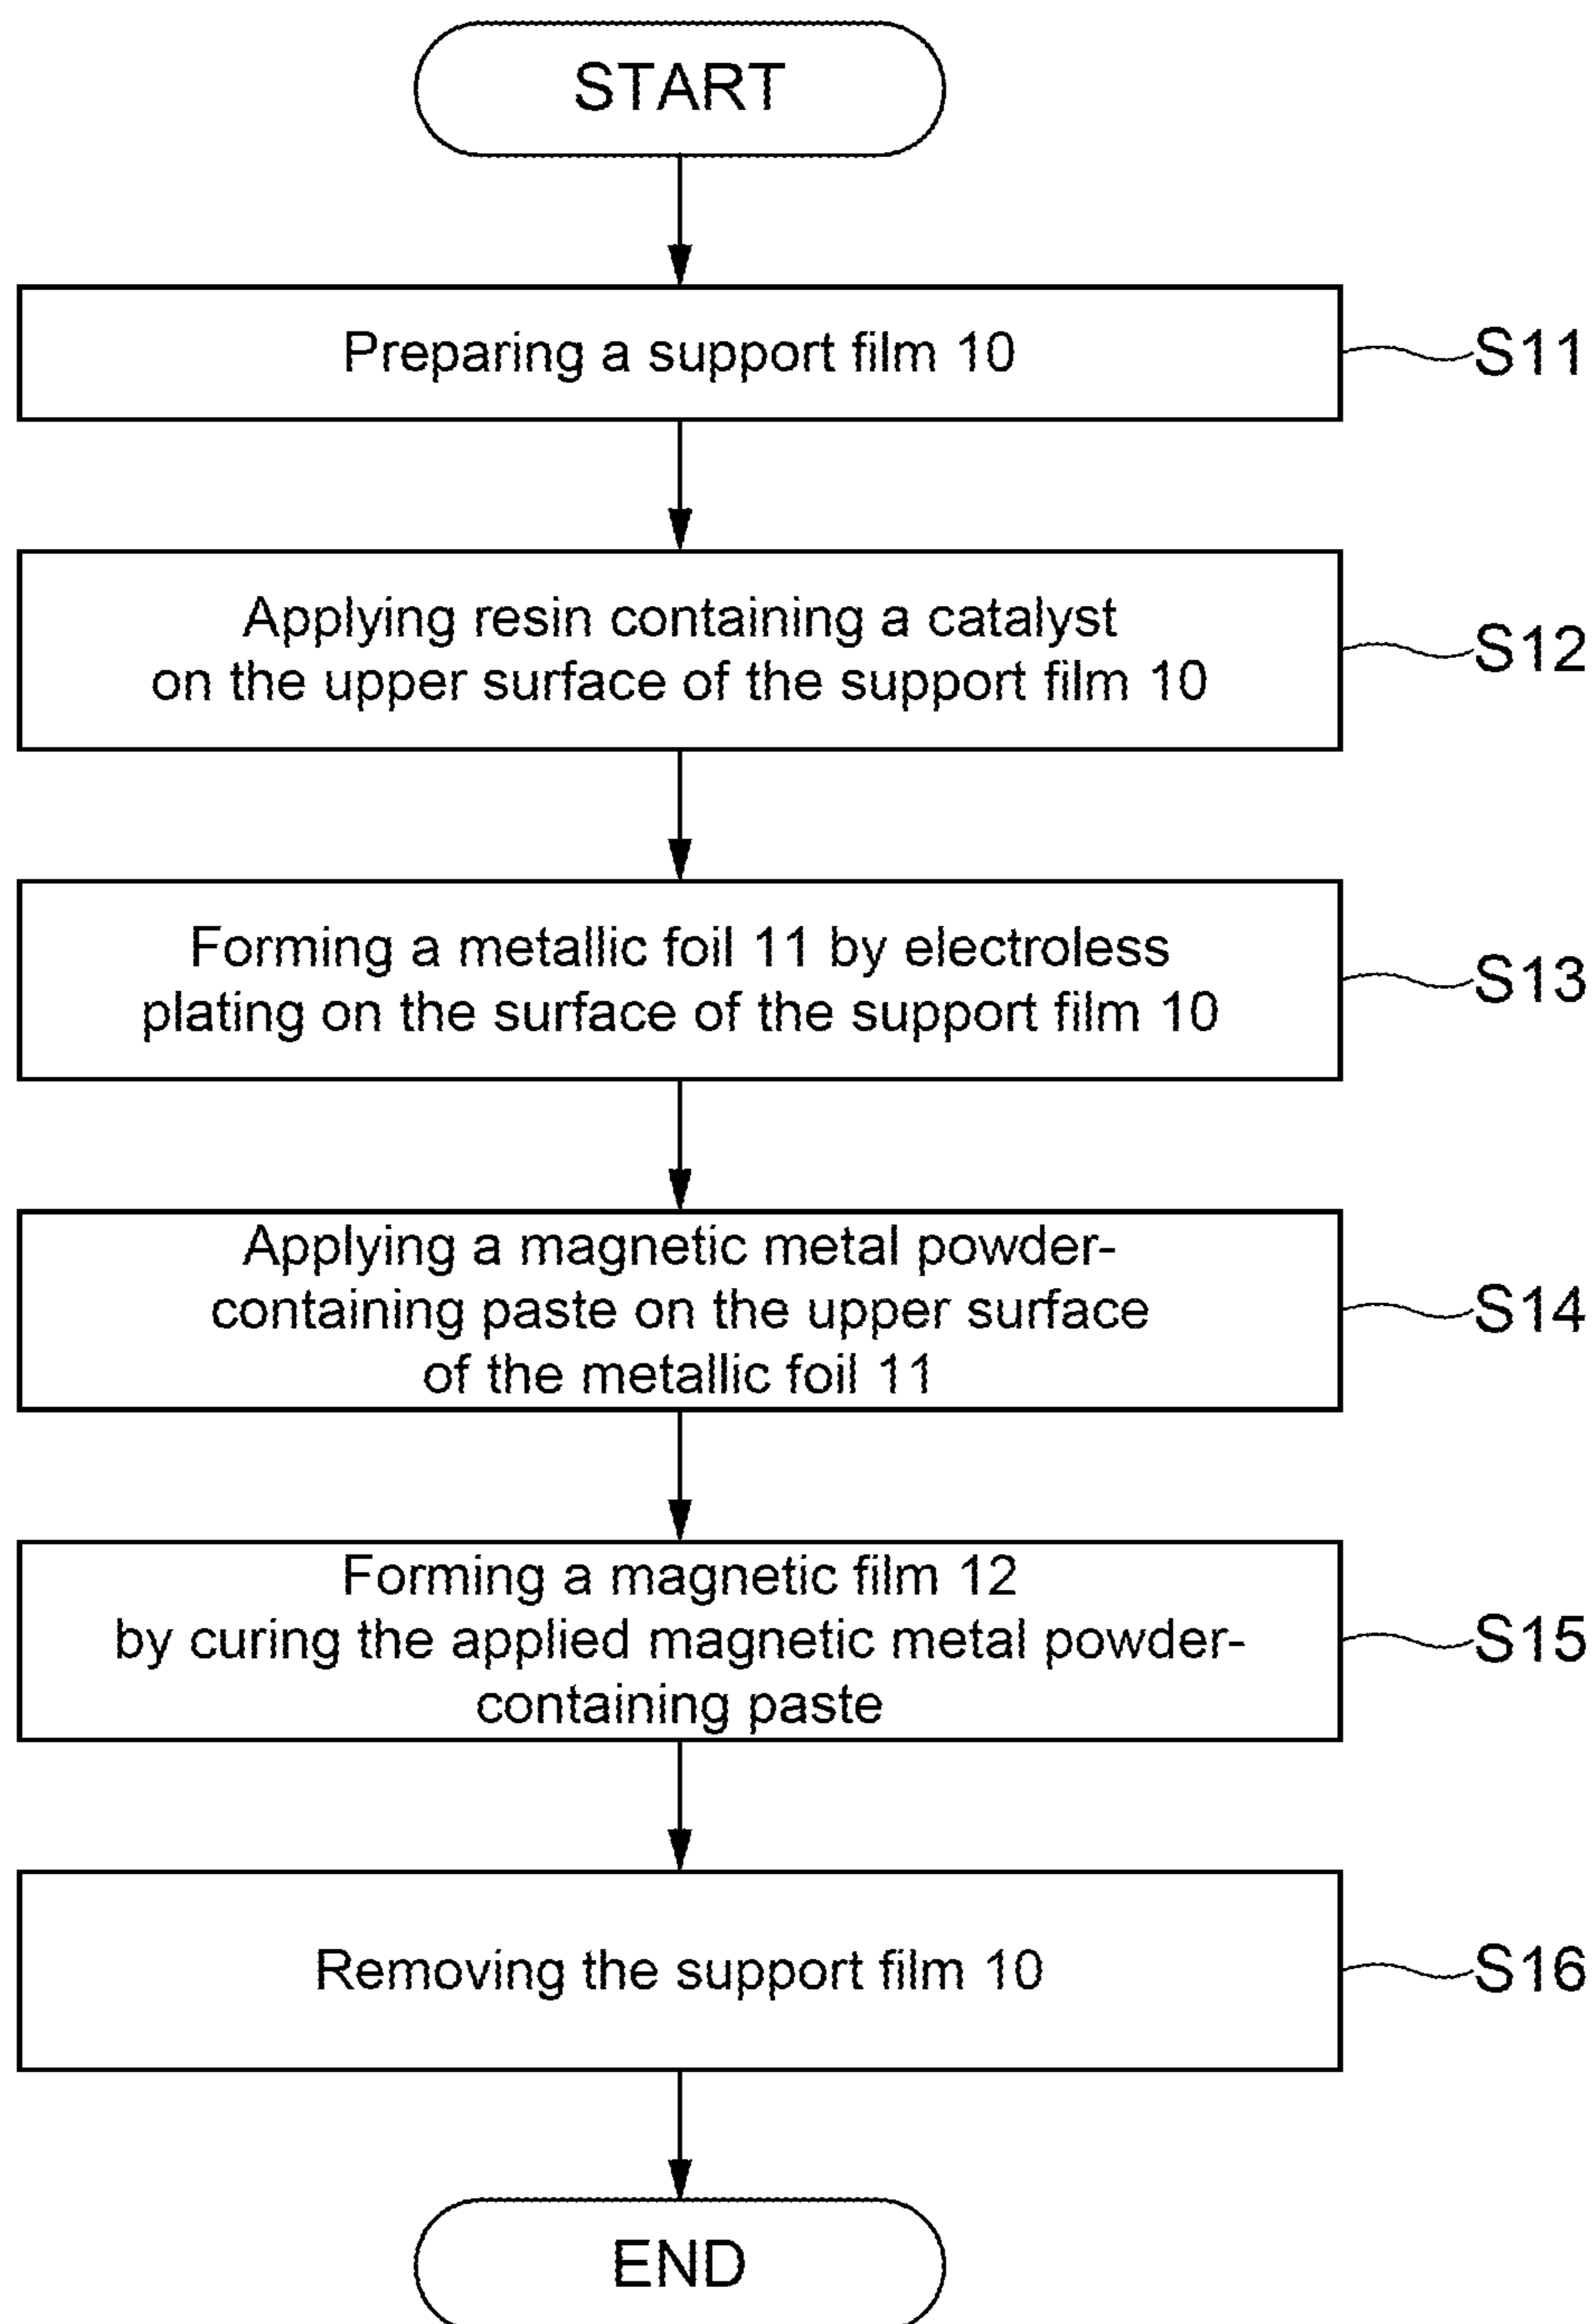 START
Preparing a support film 10
S11
Applying resin containing a catalyst
on the upper surface of the support film 10
S12
Forming a metallic foil 11 by electroless
plating on the surface of the support film 10
S13
Applying a magnetic metal powder-
containing paste on the upper surface
of the metallic foil 11
S14
Forming a magnetic film 12
by curing the applied magnetic metal powder-
containing paste
S15
Removing the support film 10
S16
END